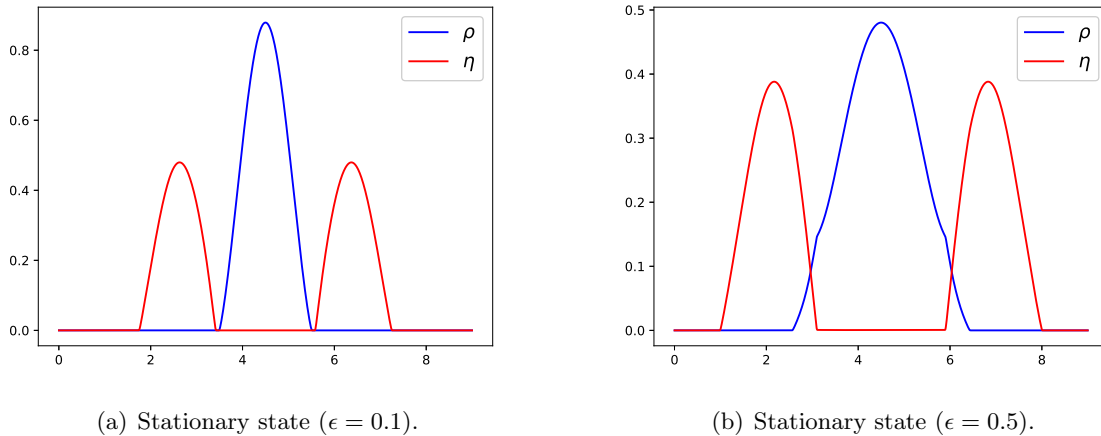 ρ
η
0.8
0.6
0.4
0.2
0.0
0 2 4 6 8
(a) Stationary state (ϵ = 0.1).
ρ
η
0.5
0.4
0.3
0.2
0.1
0.0
0 2 4 6 8
(b) Stationary state (ϵ = 0.5).